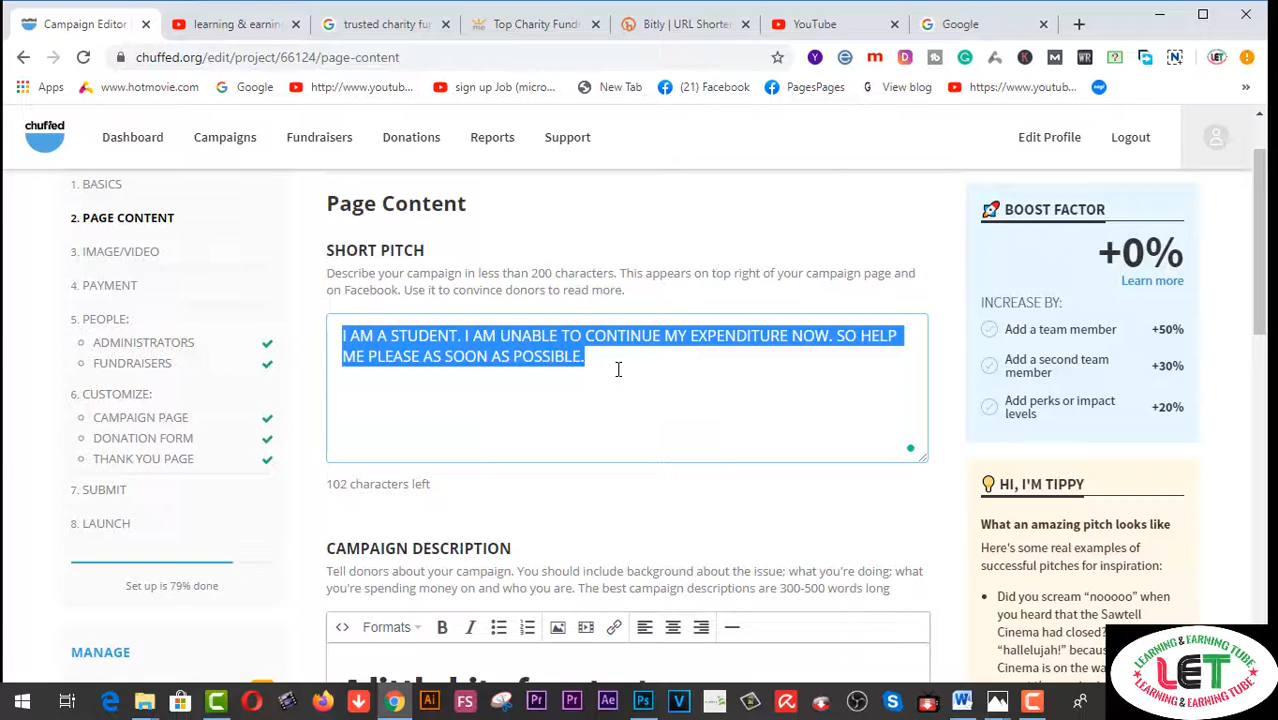 Campaign Editor
learning & earning
trusted charity fur
Top Charity Fund
Bitly | URL Shorte
YouTube
Google
chuffed.org/edit/project/66124/page-content
Apps
www.hotmovie.com
Google
http://www.youtub...
sign up Job (micro...
New Tab
(21) Facebook
PagesPages
View blog
https://www.youtu...
»
chuffed
Dashboard
Campaigns
Fundraisers
Donations
Reports
Support
Edit Profile
Logout
1. BASICS
2. PAGE CONTENT
3. IMAGE/VIDEO
4. PAYMENT
5. PEOPLE:
ADMINISTRATORS
FUNDRAISERS
6. CUSTOMIZE:
CAMPAIGN PAGE
DONATION FORM
THANK YOU PAGE
7. SUBMIT
8. LAUNCH
Set up is 79% done
MANAGE
Page Content
SHORT PITCH
Describe your campaign in less than 200 characters. This appears on top right of your campaign page and
on Facebook. Use it to convince donors to read more.
I AM A STUDENT. I AM UNABLE TO CONTINUE MY EXPENDITURE NOW. SO HELP
ME PLEASE AS SOON AS POSSIBLE.
102 characters left
CAMPAIGN DESCRIPTION
Tell donors about your campaign. You should include background about the issue; what you're doing; what
you're spending money on and who you are. The best campaign descriptions are 300-500 words long
Formats
B
I
BOOST FACTOR
+0%
Learn more
INCREASE BY:
Add a team member +50%
Add a second team
member +30%
Add perks or impact
levels +20%
HI, I'M TIPPY
What an amazing pitch looks like
Here's some real examples of
successful pitches for inspiration:
Did you scream “nooooo” when
you heard that the Sawtell
Cinema had closed?
“hallelujah!” becau
Cinema is on the wa
LEARNING & EARNING TUBE
LET
LEARNING & EARNING TUBE